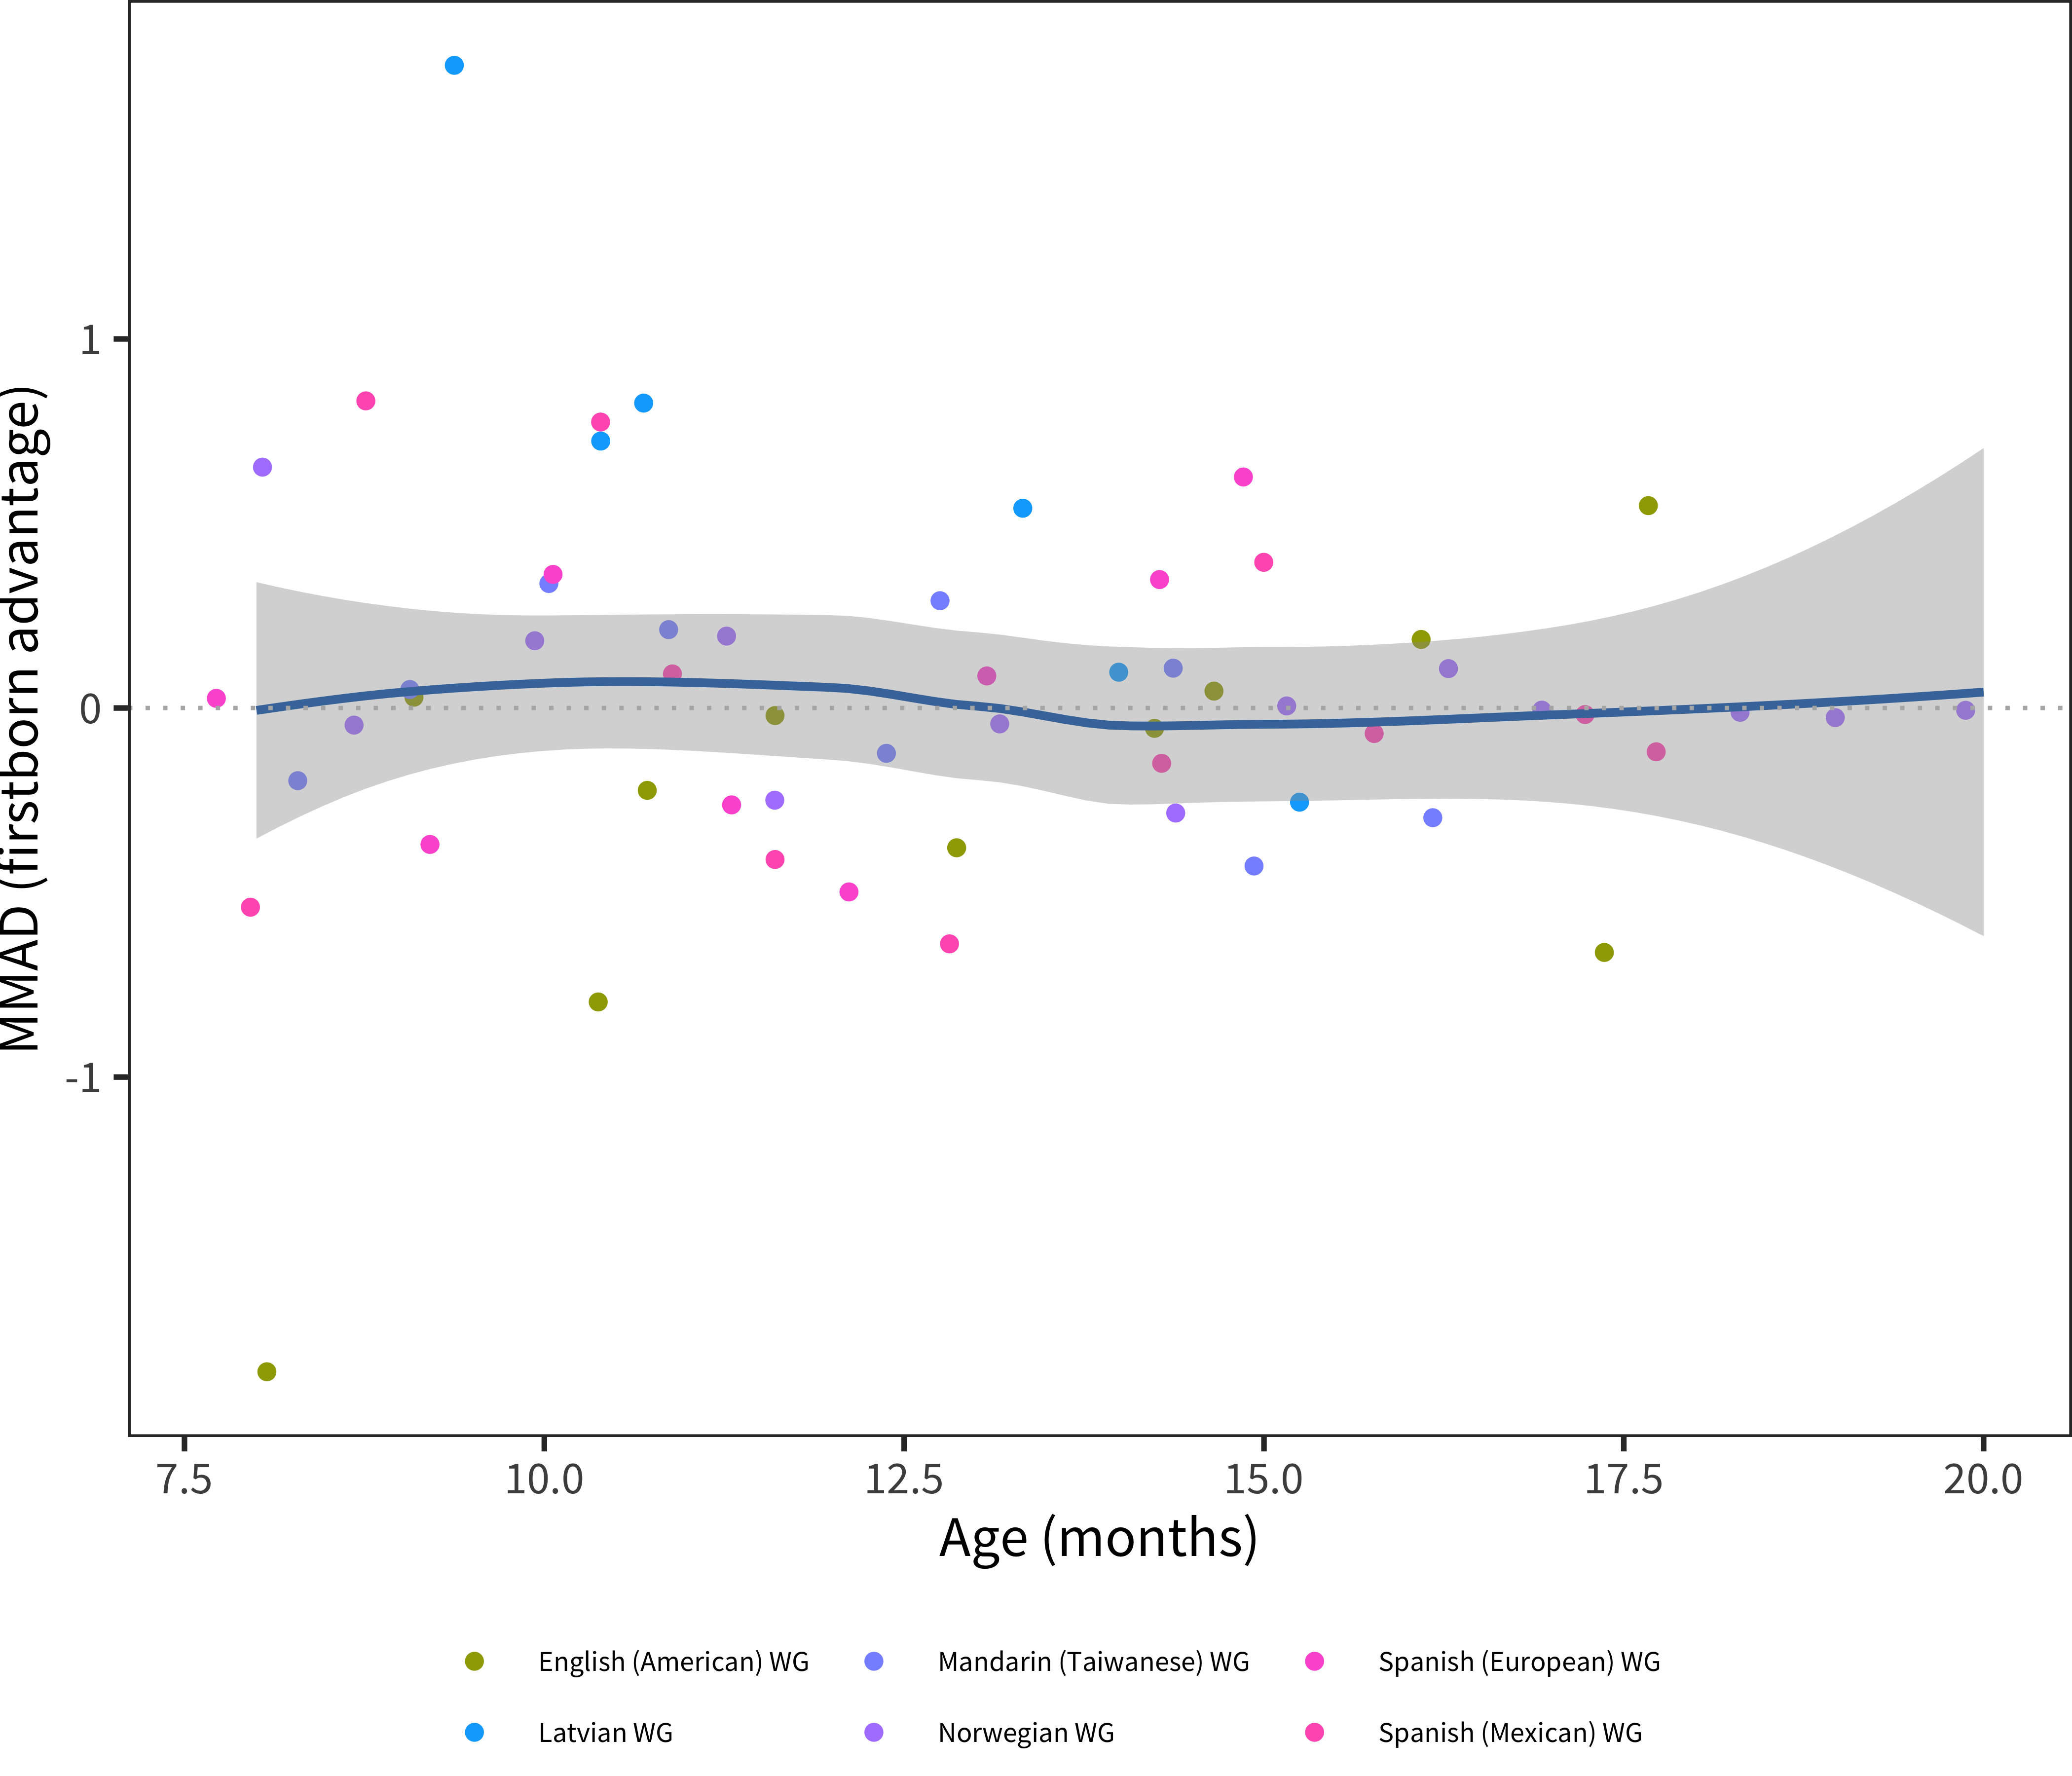 MMAD (firstborn advantage)
1
0
-1
7.5 10.0 12.5 15.0 17.5 20.0
Age (months)
English (American) WG Mandarin (Taiwanese) WG Spanish (European) WG
Latvian WG Norwegian WG Spanish (Mexican) WG